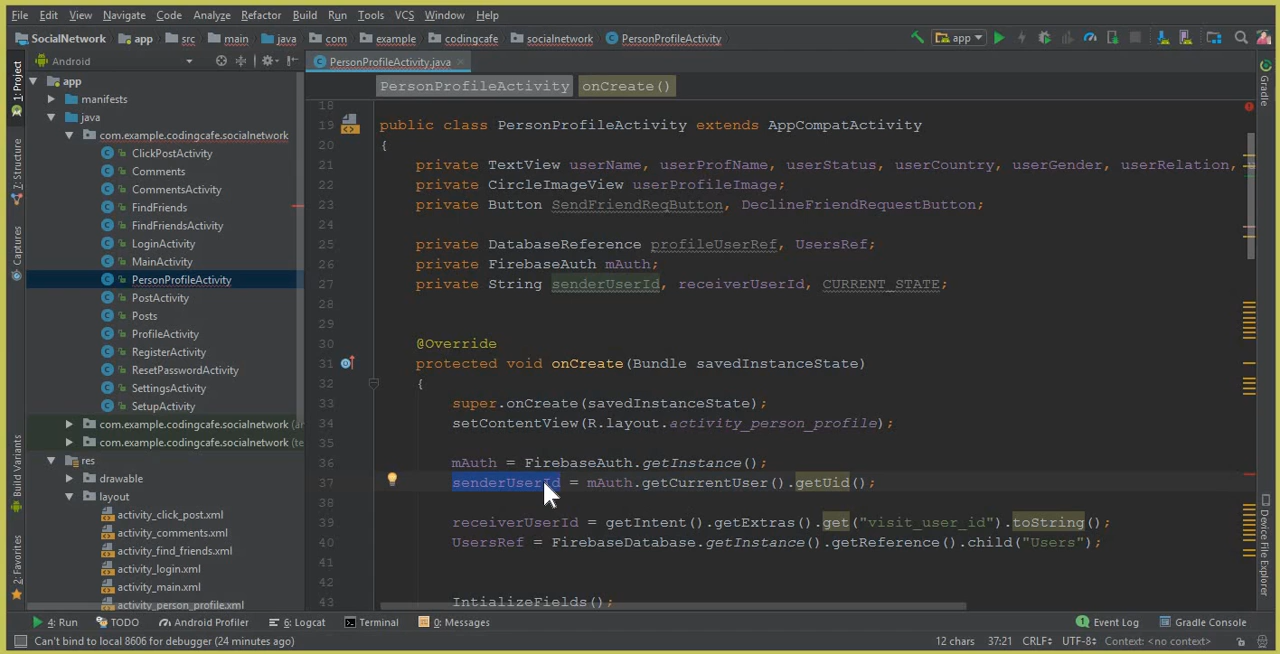 File Edit View Navigate Code Analyze Refactor Build Run Tools VCS Window Help
SocialNetwork app src main java com example codingcafe socialnetwork PersonProfileActivity app
Android PersonProfileActivity.java
PersonProfileActivity onCreate()
1: Project
7: Structure
Captures
Build Variants
2: Favorites
app
manifests
java
com.example.codingcafe.socialnetwork
ClickPostActivity
Comments
CommentsActivity
FindFriends
FindFriendsActivity
LoginActivity
MainActivity
PersonProfileActivity
PostActivity
Posts
ProfileActivity
RegisterActivity
ResetPasswordActivity
SettingsActivity
SetupActivity
com.example.codingcafe.socialnetwork
com.example.codingcafe.socialnetwork
res
drawable
layout
activity_click_post.xml
activity_comments.xml
activity_find_friends.xml
activity_login.xml
activity_main.xml
activity_person_profile.xml
18
19 public class PersonProfileActivity extends AppCompatActivity
20 {
21 private TextView userName, userProfName, userStatus, userCountry, userGender, userRelation,
22 private CircleImageView userProfileImage;
23 private Button SendFriendReqButton, DeclineFriendRequestButton;
24
25 private DatabaseReference profileUserRef, UsersRef;
26 private FirebaseAuth mAuth;
27 private String senderUserId, receiverUserId, CURRENT_STATE;
28
29
30 @Override
31 protected void onCreate(Bundle savedInstanceState)
32 {
33 super.onCreate(savedInstanceState);
34 setContentView(R.layout.activity_person_profile);
35
36 mAuth = FirebaseAuth.getInstance();
37 senderUserId = mAuth.getCurrentUser().getUid();
38
39 receiverUserId = getIntent().getExtras().get("visit_user_id").toString();
40 UsersRef = FirebaseDatabase.getInstance().getReference().child("Users");
41
42
43 IntializeFields();
Gradle
Device File Explorer
4: Run TODO Android Profiler 6: Logcat Terminal 0: Messages Event Log Gradle Console
Can't bind to local 8606 for debugger (24 minutes ago) 12 chars 37:21 CRLF UTF-8 Context: <no context>